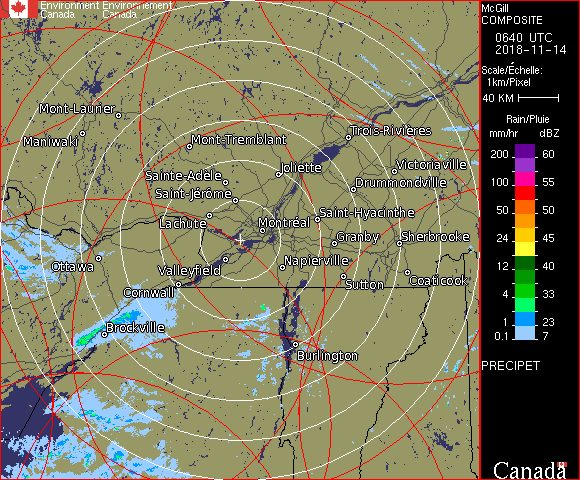 Environment Environnement
Canada Canada
McGill
COMPOSITE
0640 UTC
2018-11-14
Scale/Échelle:
1km/Pixel
40 KM
Rain/Pluie
mm/hr dBZ
200 60
150 55
100 55
50 50
24 45
12 40
4 33
1 23
0.1 7
PRECIPET
Canada
Mont-Laurier
Maniwaki
Mont-Tremblant
Trois-Rivières
Joliette
Victoriaville
Sainte-Adèle
Drummondville
Saint-Jérôme
Saint-Hyacinthe
Lachute
Montréal
Granby
Sherbrooke
Ottawa
Valleyfield
Napierville
Sutton
Coaticook
Cornwall
Brockville
Burlington